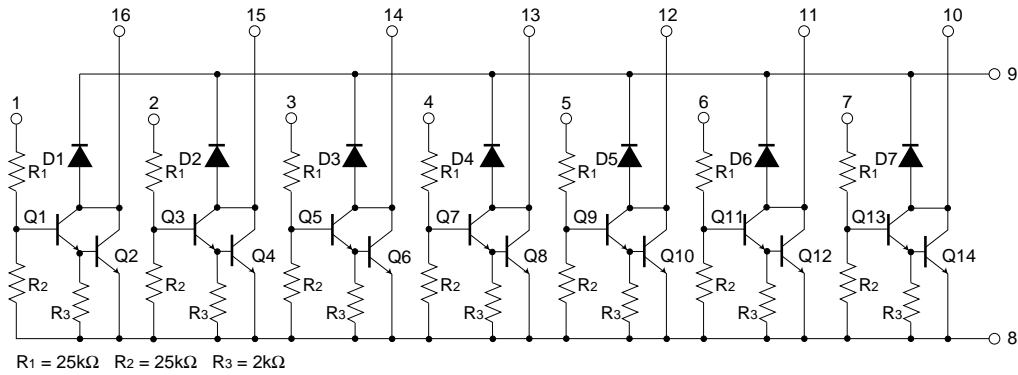 16 15 14 13 12 11 10
9
1 2 3 4 5 6 7
D1 D2 D3 D4 D5 D6 D7
R1 R1 R1 R1 R1 R1 R1
Q1 Q3 Q5 Q7 Q9 Q11 Q13
Q2 Q4 Q6 Q8 Q10 Q12 Q14
R2 R2 R2 R2 R2 R2 R2
R3 R3 R3 R3 R3 R3 R3
8
R1 = 25kΩ R2 = 25kΩ R3 = 2kΩ